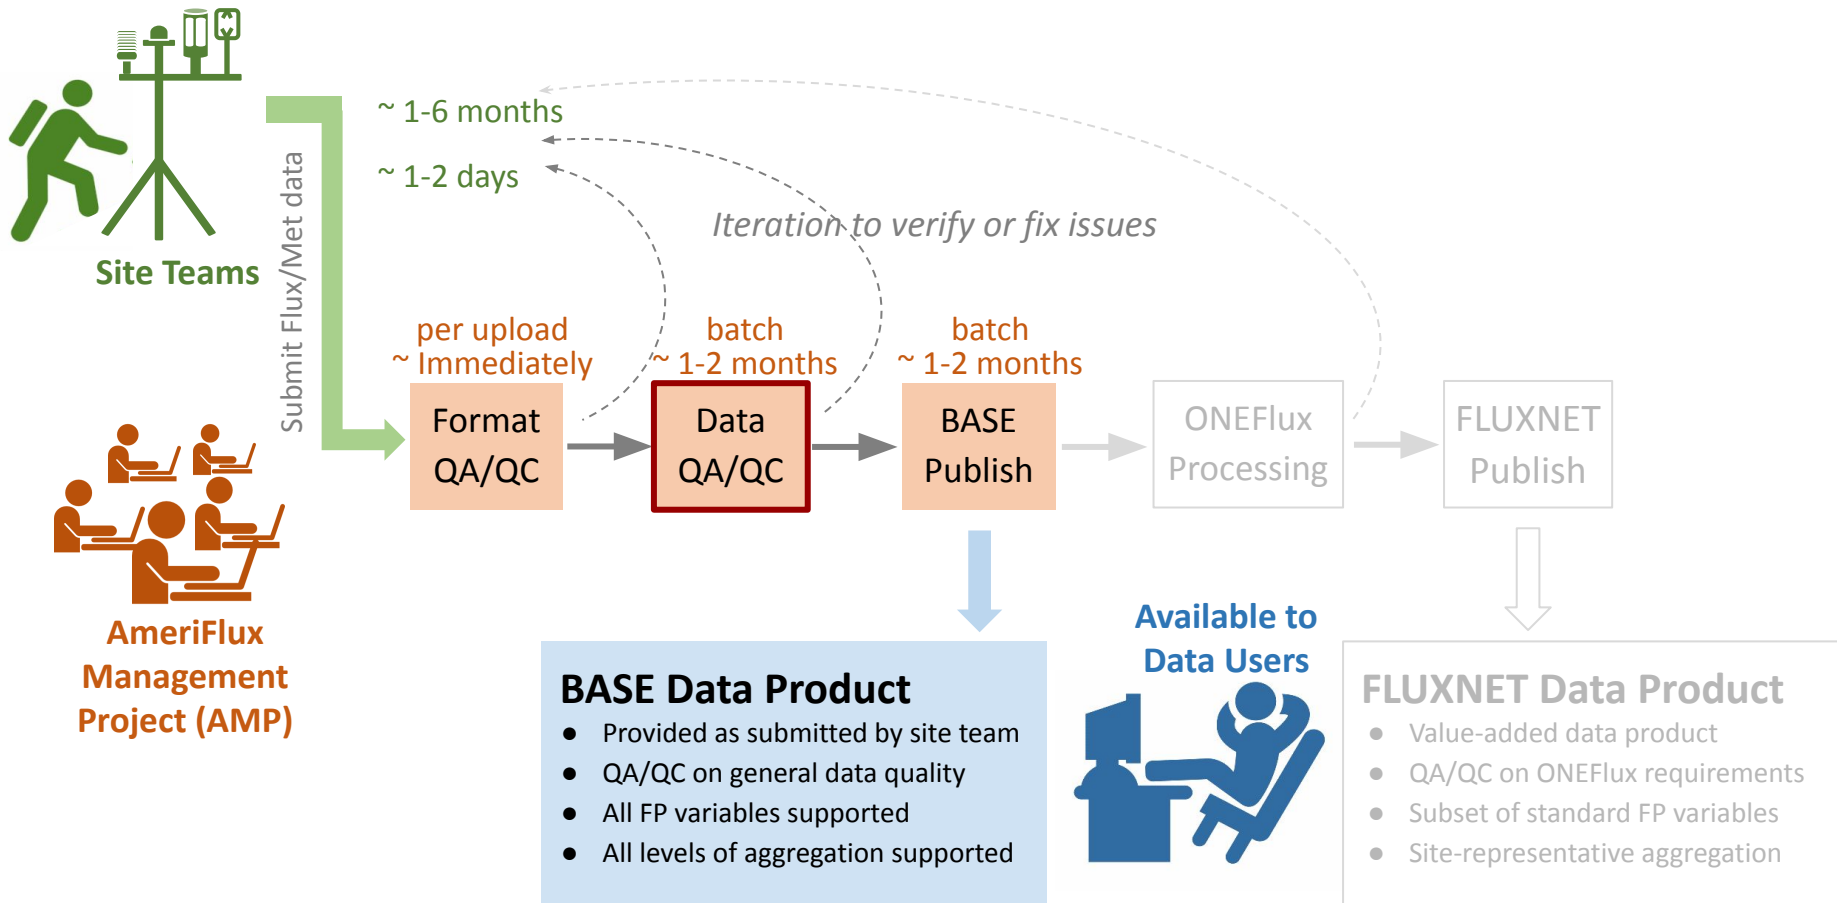 ~ 1-6 months
~ 1-2 days
Submit Flux/Met data
Iteration to verify or fix issues
Site Teams
per upload
~ Immediately
batch
~ 1-2 months
batch
~ 1-2 months
Format
QA/QC
Data
QA/QC
BASE
Publish
ONEFlux
Processing
FLUXNET
Publish
AmeriFlux
Management
Project (AMP)
BASE Data Product
● Provided as submitted by site team
● QA/QC on general data quality
● All FP variables supported
● All levels of aggregation supported
Available to
Data Users
FLUXNET Data Product
● Value-added data product
● QA/QC on ONEFlux requirements
● Subset of standard FP variables
● Site-representative aggregation